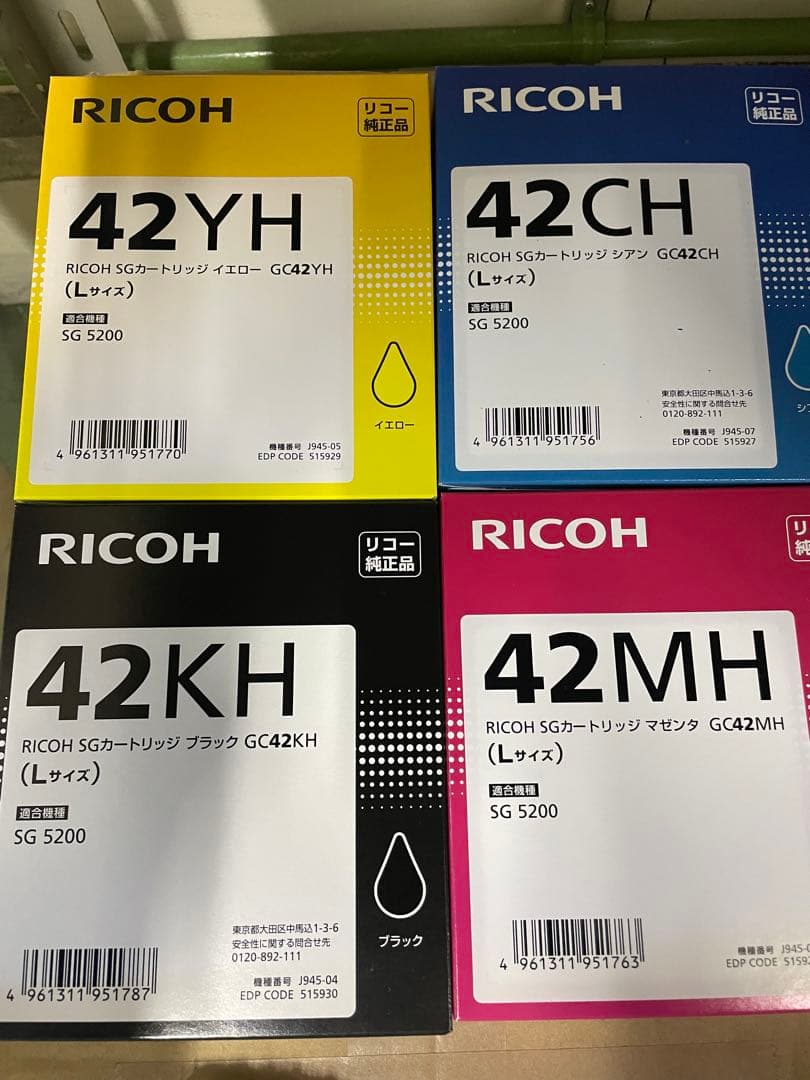 RICOH
リコー
純正品
42YH
RICOH SGカートリッジ イエロー GC42YH
(Lサイズ)
適合機種
SG 5200
イエロー
4 961311 951770
機種番号 J945-05
EDP CODE 515929
RICOH
リコー
純正品
42CH
RICOH SGカートリッジ シアン GC42CH
(Lサイズ)
適合機種
SG 5200
東京都大田区中馬込1-3-6
安全性に関する問合せ先
0120-892-111
4 961311 951756
機種番号 J945-07
EDP CODE 515927
RICOH
リコー
純正品
42KH
RICOH SGカートリッジ ブラック GC42KH
(Lサイズ)
適合機種
SG 5200
ブラック
東京都大田区中馬込1-3-6
安全性に関する問合せ先
0120-892-111
4 961311 951787
機種番号 J945-04
EDP CODE 515930
RICOH
42MH
RICOH SGカートリッジ マゼンタ GC42MH
(Lサイズ)
適合機種
SG 5200
4 961311 951763
機種番号
EDP CODE